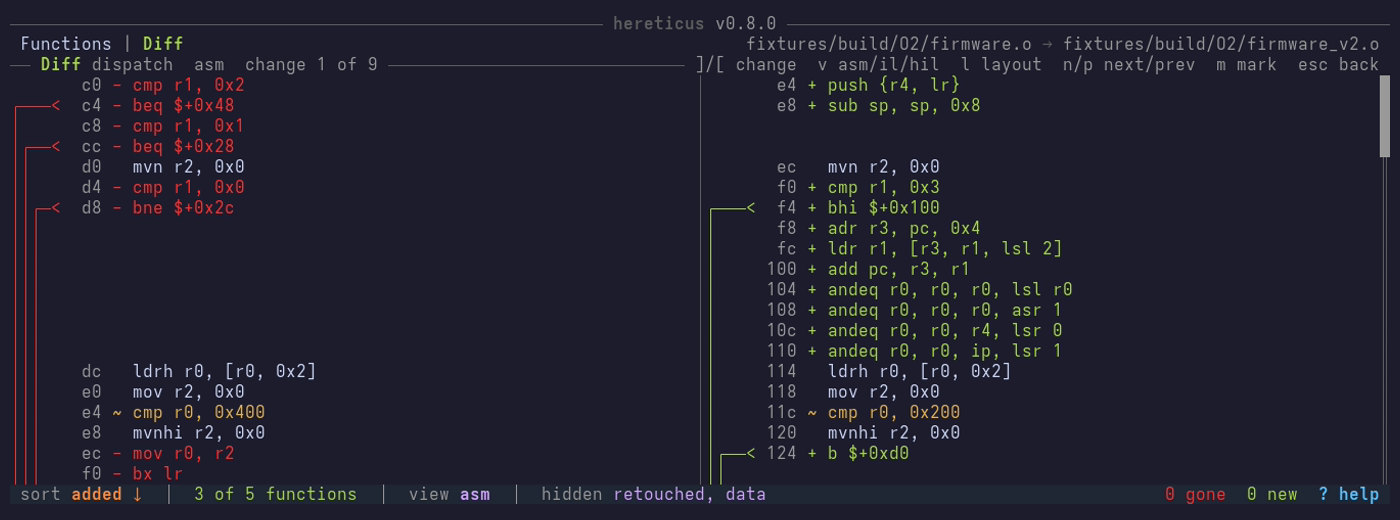 hereticus v0.8.0
Functions | Diff fixtures/build/O2/firmware.o → fixtures/build/O2/firmware_v2.o
Diff dispatch asm change 1 of 9 ]/[ change v asm/il/hil l layout n/p next/prev m mark esc back
c0 - cmp r1, 0x2 e4 + push {r4, lr}
< c4 - beq $+0x48 e8 + sub sp, sp, 0x8
c8 - cmp r1, 0x1
< cc - beq $+0x28
d0 mvn r2, 0x0 ec mvn r2, 0x0
d4 - cmp r1, 0x0 f0 + cmp r1, 0x3
< d8 - bne $+0x2c < f4 + bhi $+0x100
f8 + adr r3, pc, 0x4
fc + ldr r1, [r3, r1, lsl 2]
100 + add pc, r3, r1
104 + andeq r0, r0, r0, lsl r0
108 + andeq r0, r0, r0, asr 1
10c + andeq r0, r0, r4, lsr 0
110 + andeq r0, r0, ip, lsr 1
dc ldrh r0, [r0, 0x2] 114 ldrh r0, [r0, 0x2]
e0 mov r2, 0x0 118 mov r2, 0x0
e4 ~ cmp r0, 0x400 11c ~ cmp r0, 0x200
e8 mvnhi r2, 0x0 120 mvnhi r2, 0x0
ec - mov r0, r2 < 124 + b $+0xd0
f0 - bx lr
sort added ↓ | 3 of 5 functions | view asm | hidden retouched, data 0 gone 0 new ? help